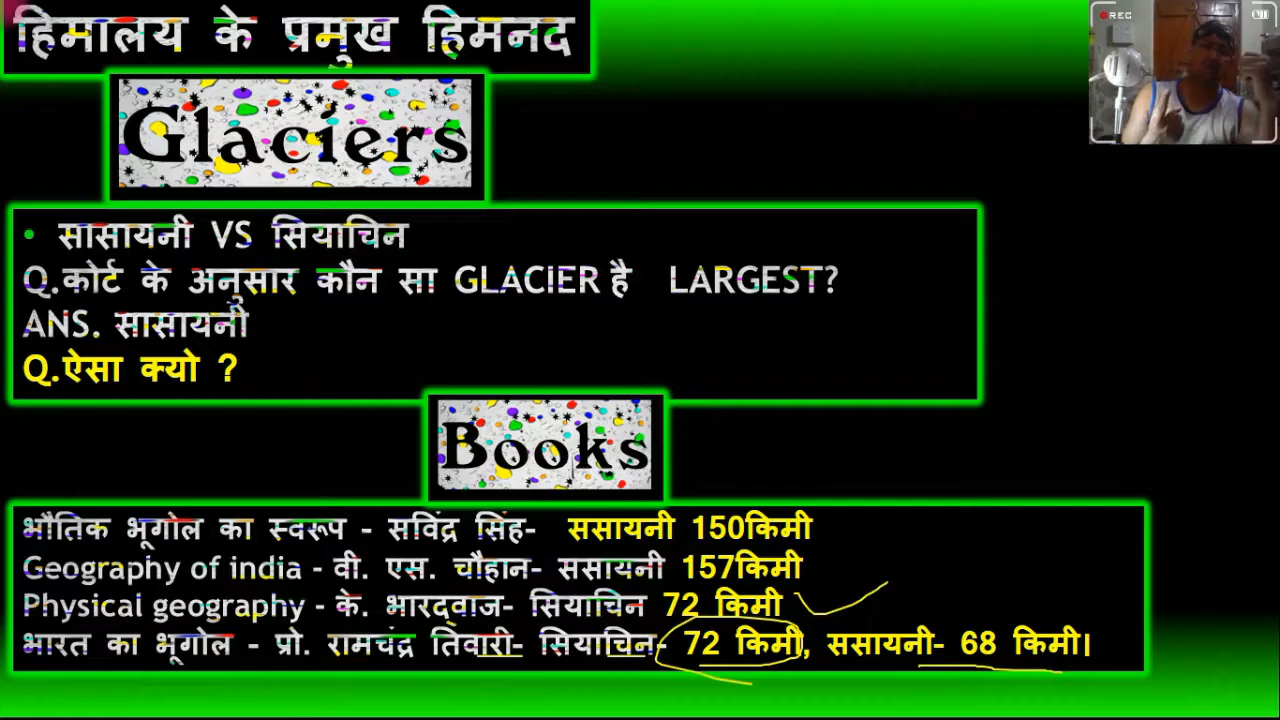 हिमालय के प्रमुख हिमनद
REC
Glaciers
• सासायनी VS सियाचिन
Q.कोर्ट के अनुसार कौन सा GLACIER है LARGEST?
ANS. सासायनी
Q.ऐसा क्यो ?
Books
भौतिक भूगोल का स्वरूप - सविंद्र सिंह- ससायनी 150किमी
Geography of india - वी. एस. चौहान- ससायनी 157किमी
Physical geography - के. भारद्वाज- सियाचिन 72 किमी
भारत का भूगोल - प्रो. रामचंद्र तिवारी- सियाचिन- 72 किमी, ससायनी- 68 किमी।